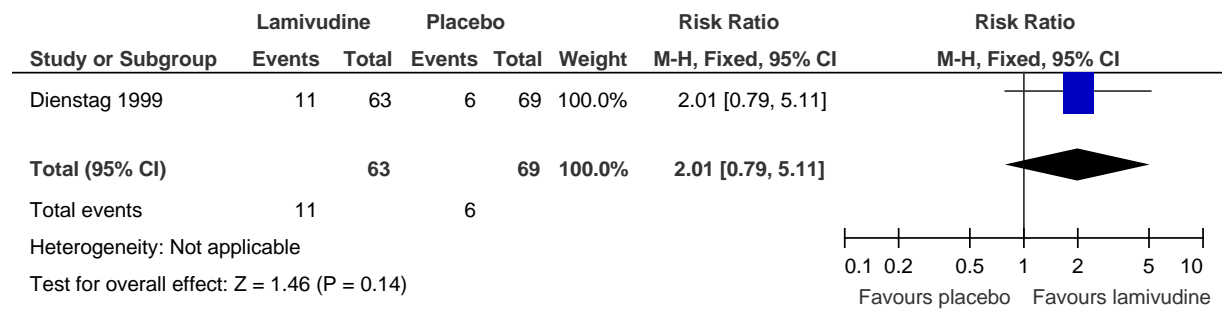 Lamivudine Placebo Risk Ratio Risk Ratio
Study or Subgroup Events Total Events Total Weight M-H, Fixed, 95% CI M-H, Fixed, 95% CI
Dienstag 1999 11 63 6 69 100.0% 2.01 [0.79, 5.11]
Total (95% CI) 63 69 100.0% 2.01 [0.79, 5.11]
Total events 11 6
Heterogeneity: Not applicable
Test for overall effect: Z = 1.46 (P = 0.14)
0.1 0.2 0.5 1 2 5 10
Favours placebo Favours lamivudine